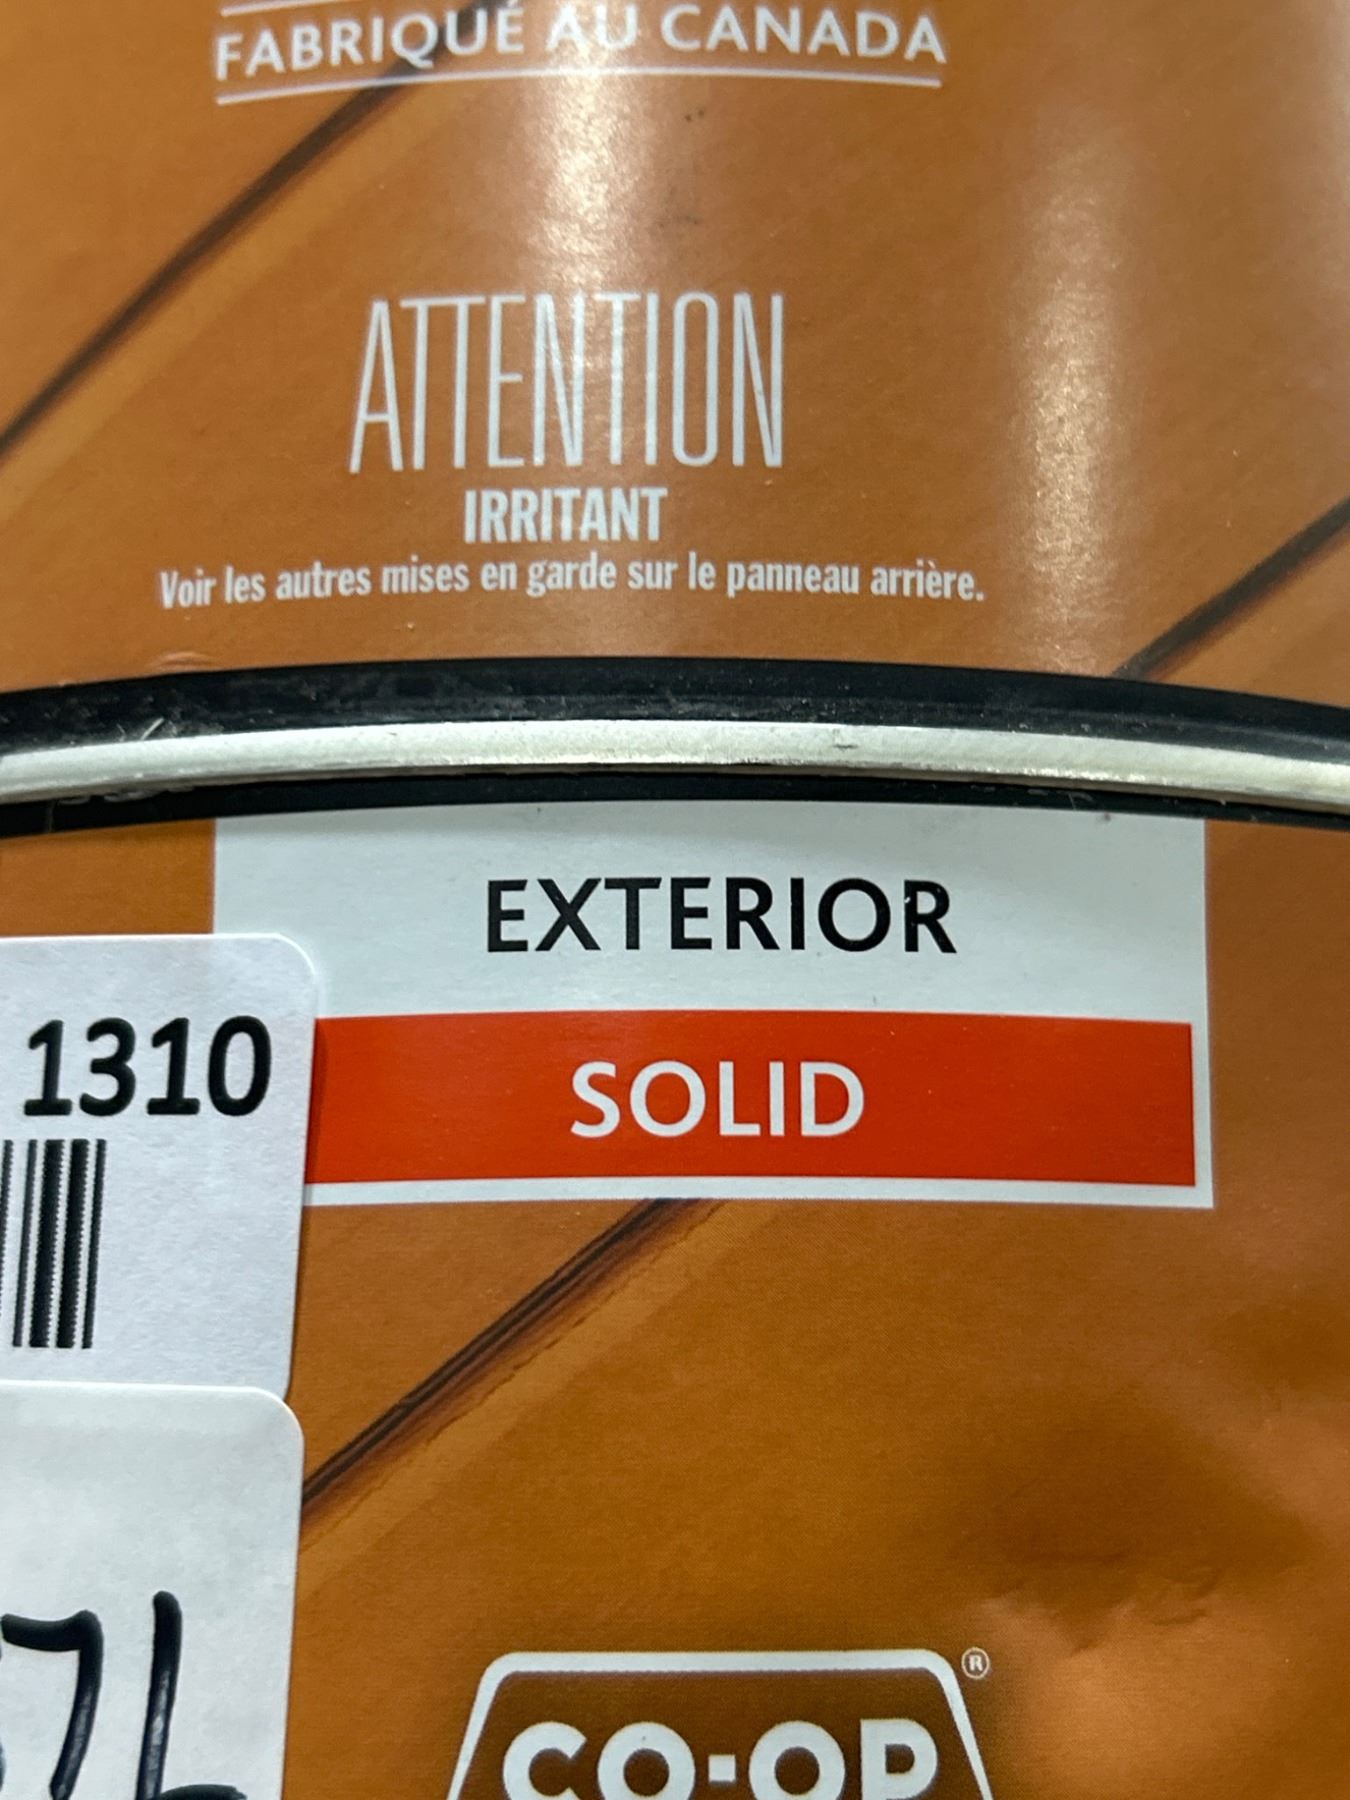 FABRIQUÉ AU CANADA
ATTENTION
IRRITANT
Voir les autres mises en garde sur le panneau arrière.
EXTERIOR
SOLID
1310
7L
CO-OP®